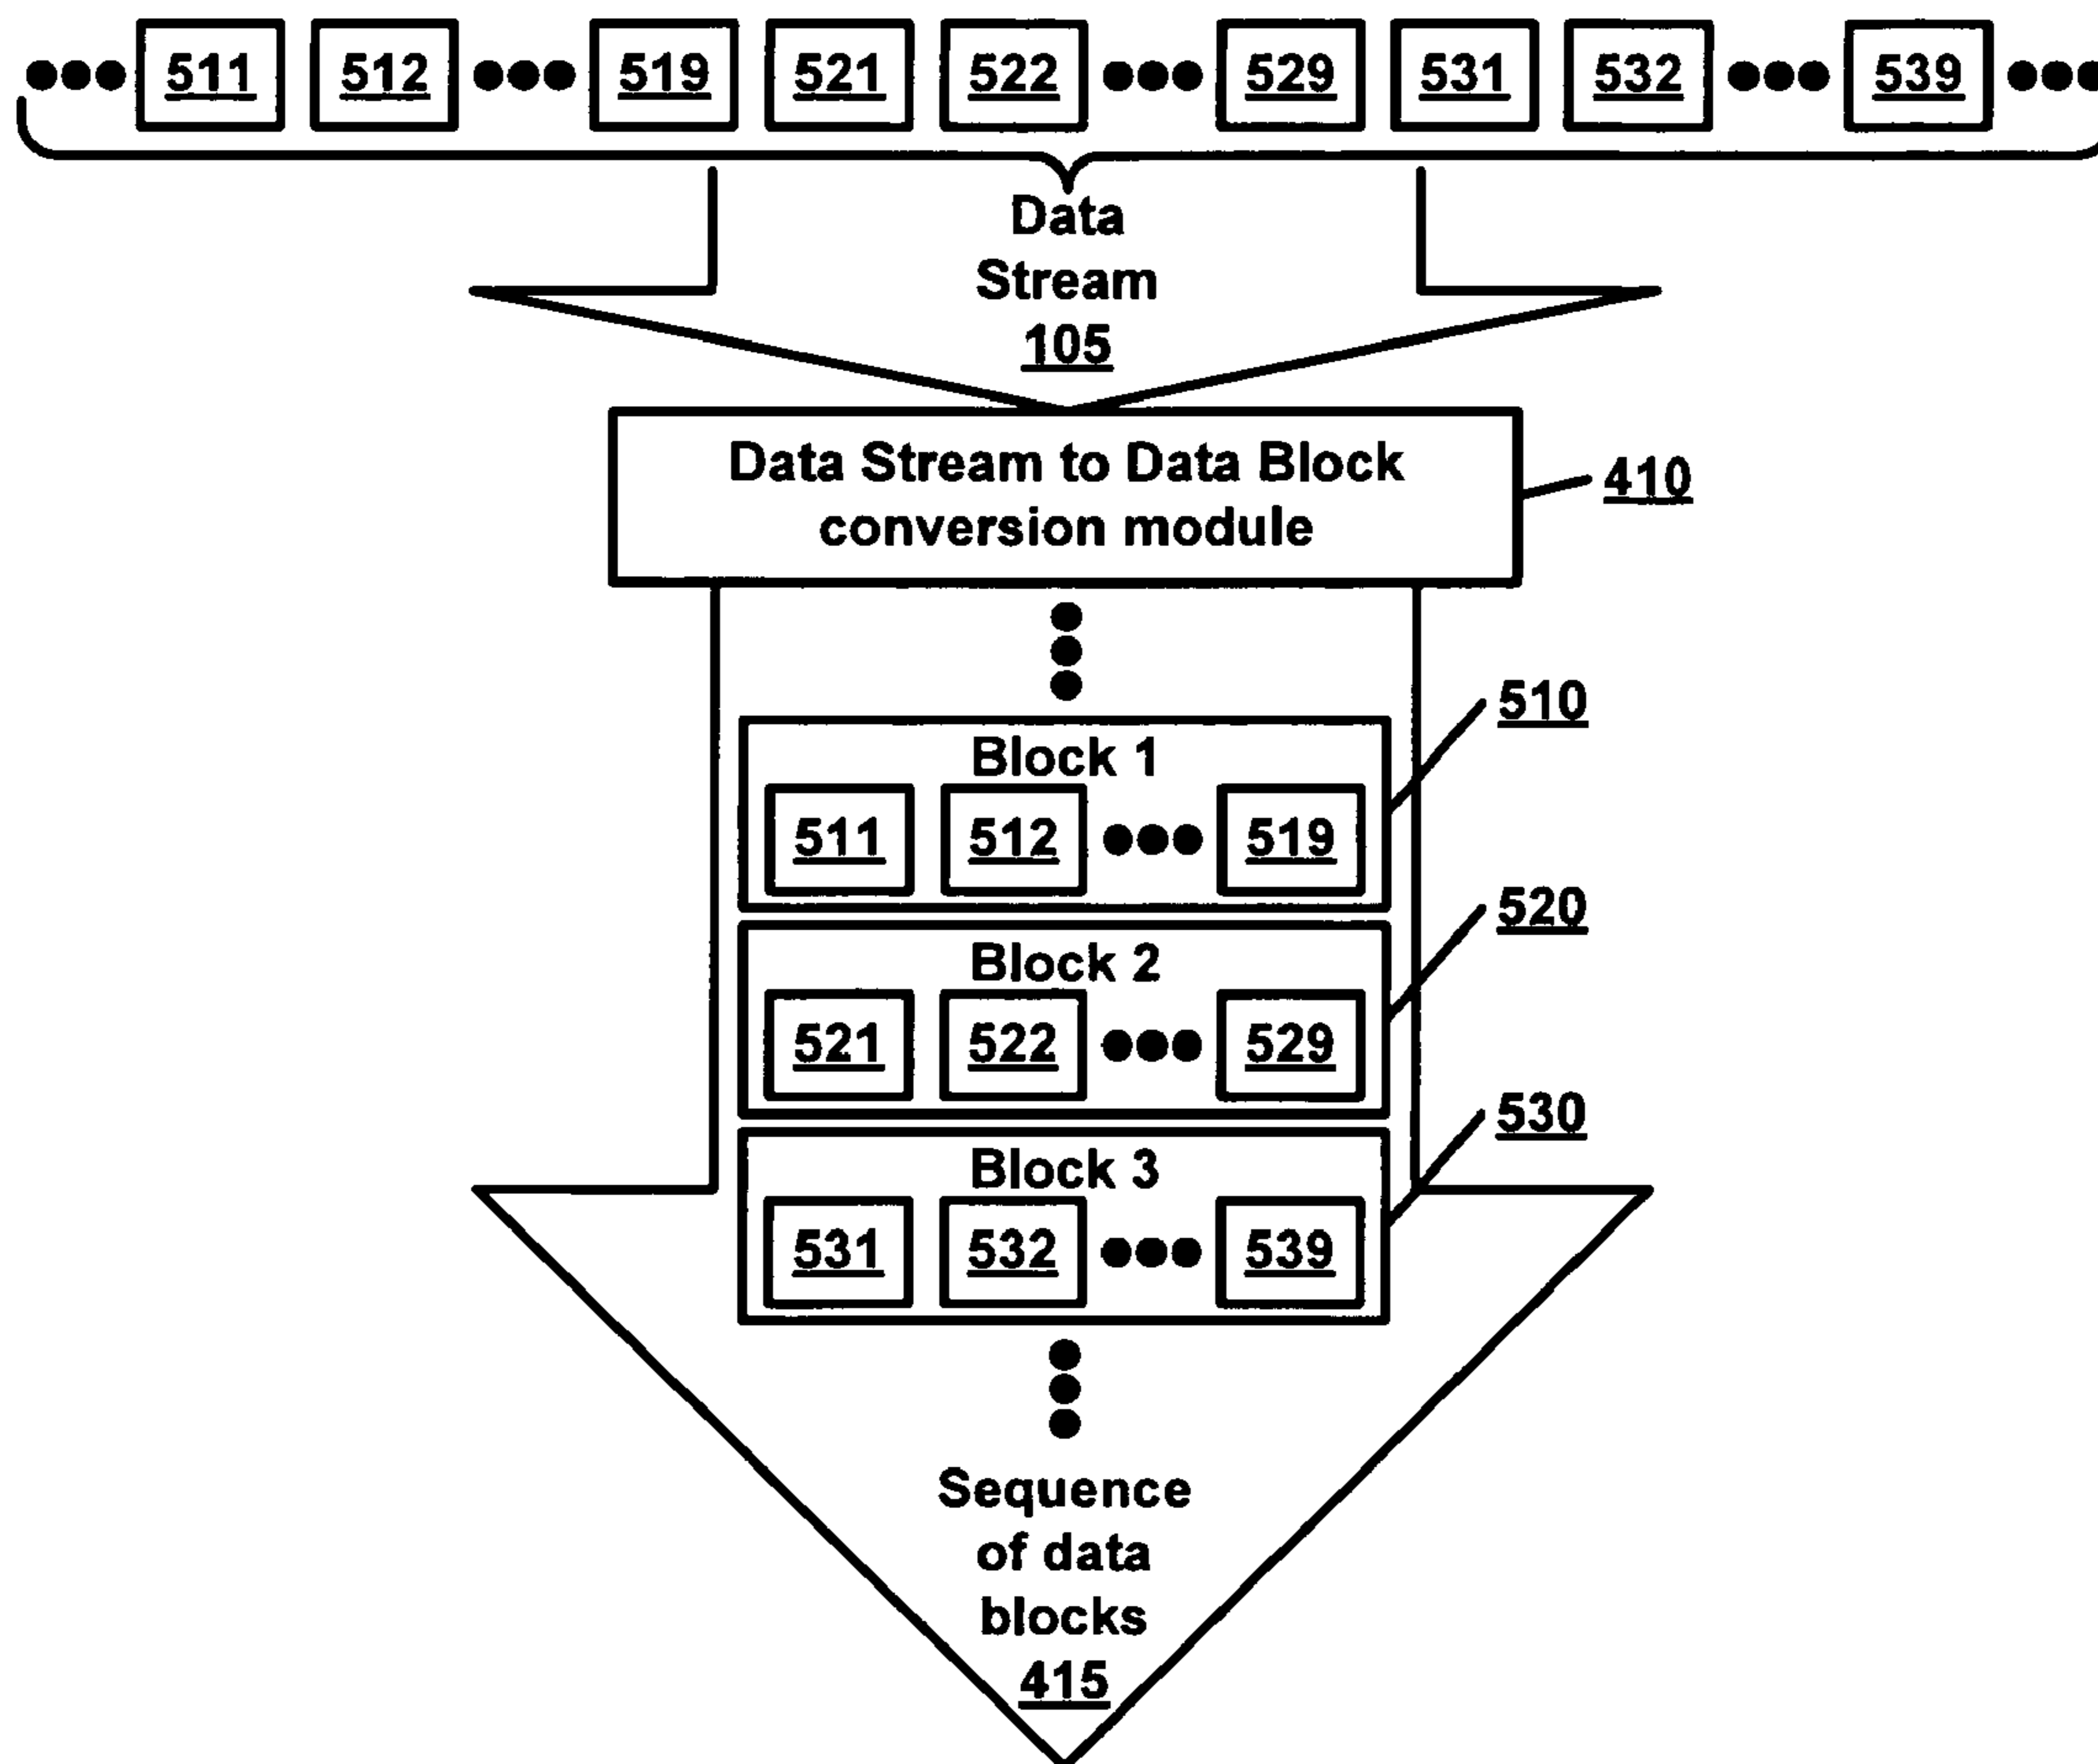 511 512 519 521 522 529 531 532 539
Data
Stream
105
Data Stream to Data Block
conversion module
410
510
Block 1
511 512 519
520
Block 2
521 522 529
530
Block 3
531 532 539
Sequence
of data
blocks
415